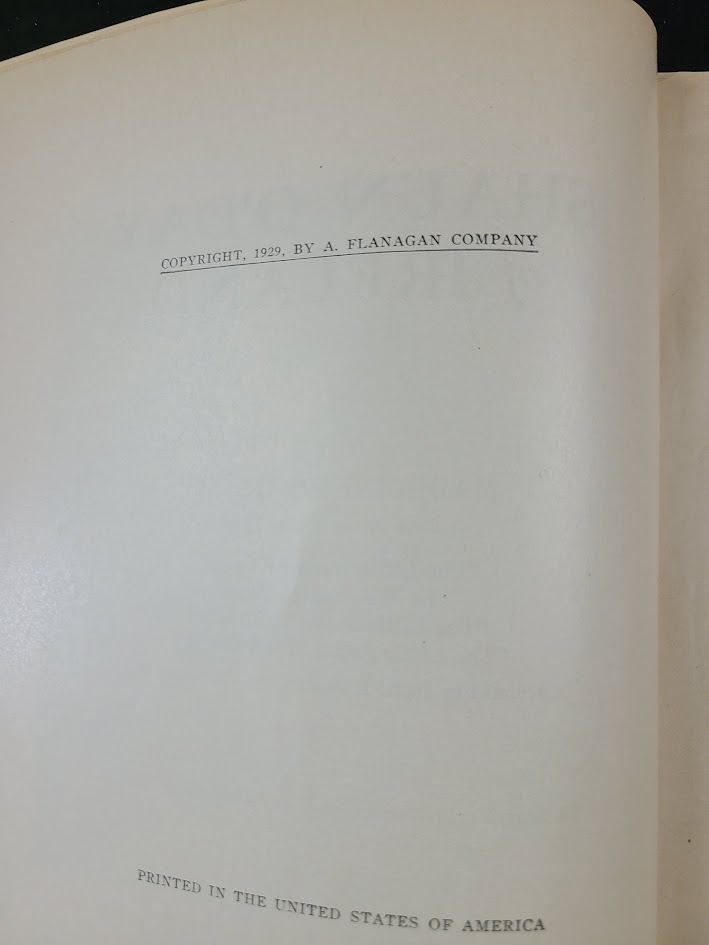 COPYRIGHT, 1929, BY A. FLANAGAN COMPANY
PRINTED IN THE UNITED STATES OF AMERICA